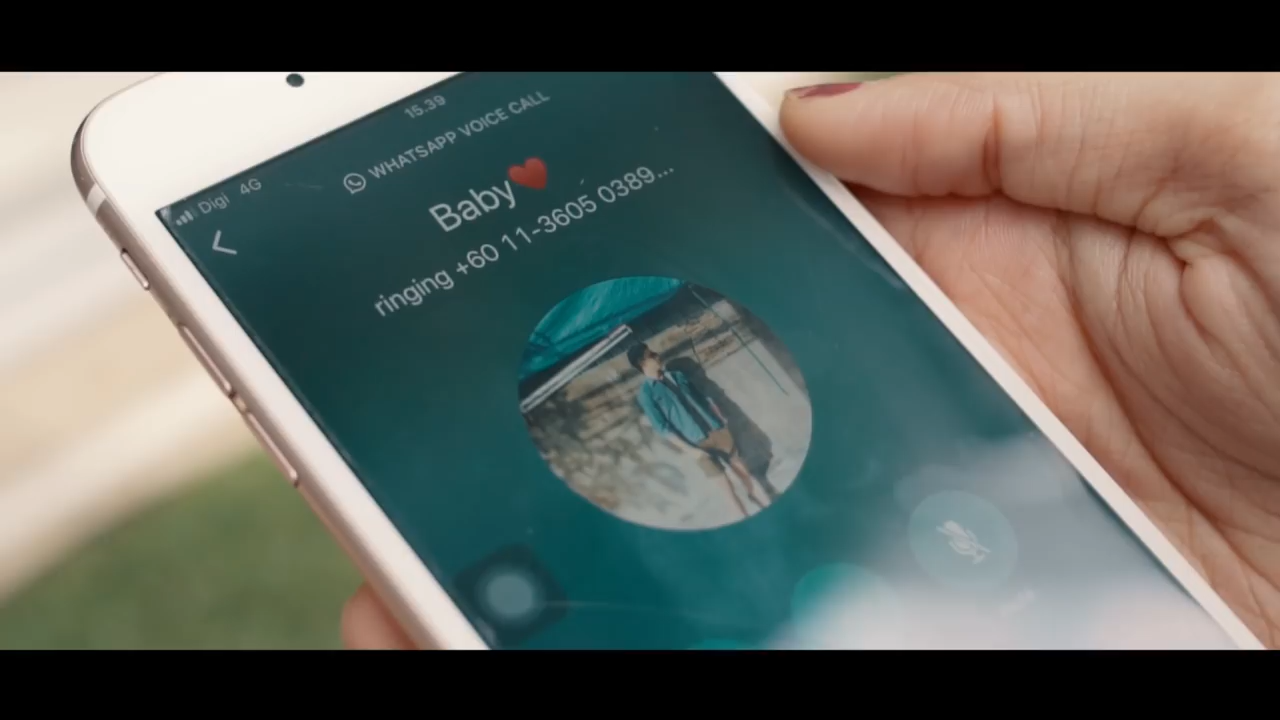 15.39
Digi 4G
WHATSAPP VOICE CALL
Baby❤️
ringing +60 11-3605 0389...